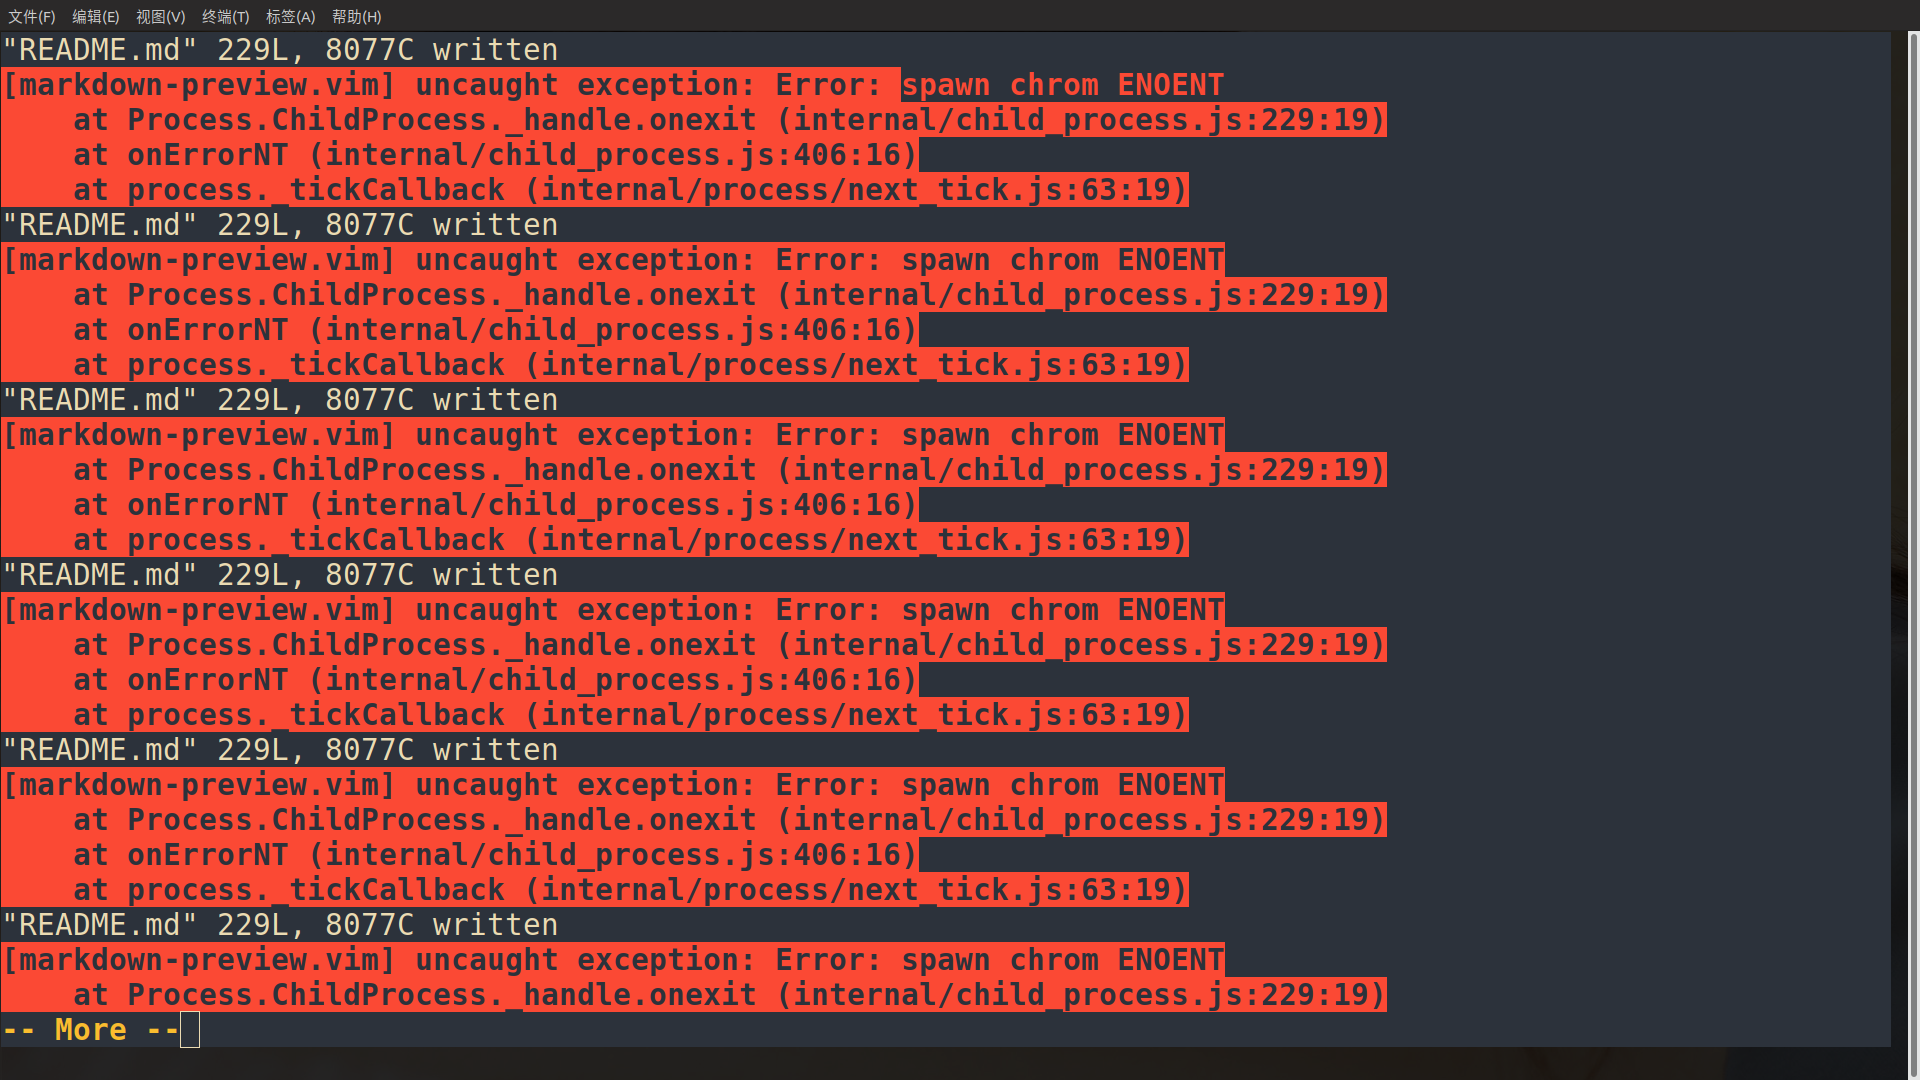 文件(F) 编辑(E) 视图(V) 终端(T) 标签(A) 帮助(H)
"README.md" 229L, 8077C written
[markdown-preview.vim] uncaught exception: Error: spawn chrom ENOENT
    at Process.ChildProcess._handle.onexit (internal/child_process.js:229:19)
       at onErrorNT (internal/child_process.js:406:16)
    at process._tickCallback (internal/process/next_tick.js:63:19)
"README.md" 229L, 8077C written
[markdown-preview.vim] uncaught exception: Error: spawn chrom ENOENT
    at Process.ChildProcess._handle.onexit (internal/child_process.js:229:19)
    at onErrorNT (internal/child_process.js:406:16)
    at process._tickCallback (internal/process/next_tick.js:63:19)
"README.md" 229L, 8077C written
[markdown-preview.vim] uncaught exception: Error: spawn chrom ENOENT
    at Process.ChildProcess._handle.onexit (internal/child_process.js:229:19)
    at onErrorNT (internal/child_process.js:406:16)
    at process._tickCallback (internal/process/next_tick.js:63:19)
"README.md" 229L, 8077C written
[markdown-preview.vim] uncaught exception: Error: spawn chrom ENOENT
    at Process.ChildProcess._handle.onexit (internal/child_process.js:229:19)
    at onErrorNT (internal/child_process.js:406:16)
    at process._tickCallback (internal/process/next_tick.js:63:19)
"README.md" 229L, 8077C written
[markdown-preview.vim] uncaught exception: Error: spawn chrom ENOENT
    at Process.ChildProcess._handle.onexit (internal/child_process.js:229:19)
    at onErrorNT (internal/child_process.js:406:16)
    at process._tickCallback (internal/process/next_tick.js:63:19)
"README.md" 229L, 8077C written
[markdown-preview.vim] uncaught exception: Error: spawn chrom ENOENT
    at Process.ChildProcess._handle.onexit (internal/child_process.js:229:19)
-- More --